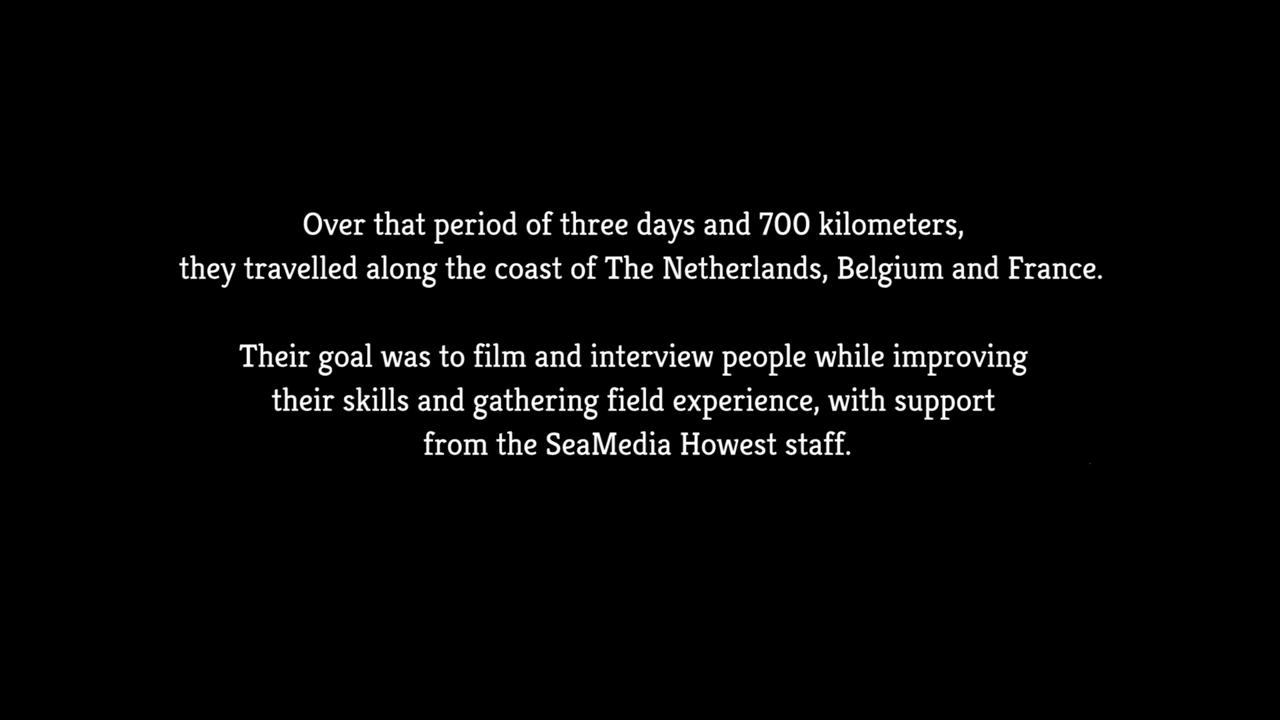 Over that period of three days and 700 kilometers,
they travelled along the coast of The Netherlands, Belgium and France.
Their goal was to film and interview people while improving
their skills and gathering field experience, with support
from the SeaMedia Howest staff.